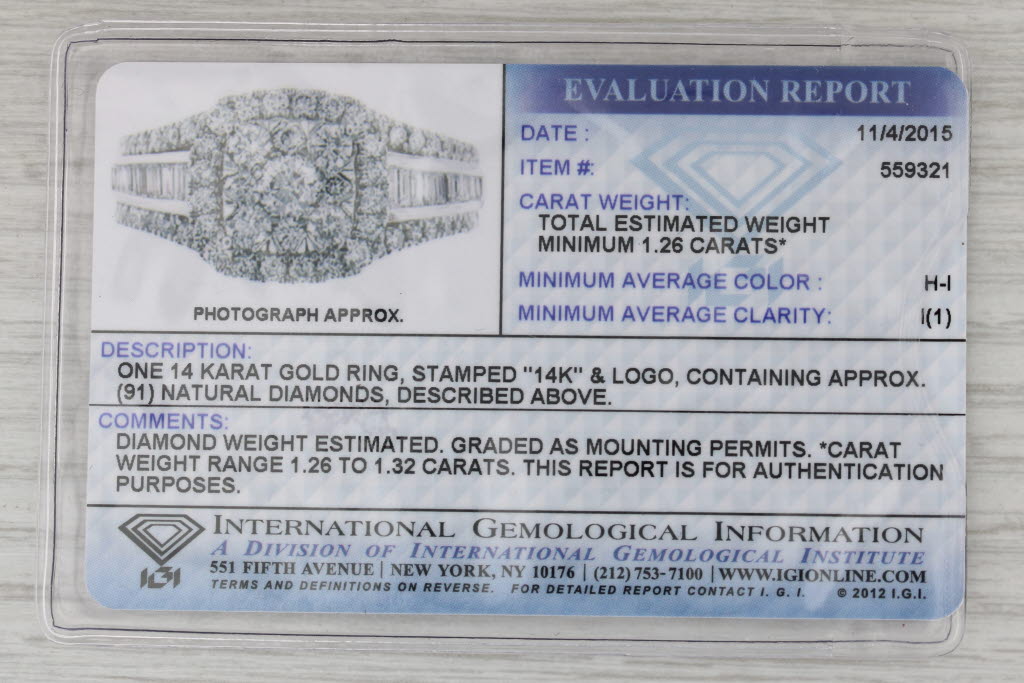 EVALUATION REPORT
DATE : 11/4/2015
ITEM #: 559321
CARAT WEIGHT:
TOTAL ESTIMATED WEIGHT
MINIMUM 1.26 CARATS*
MINIMUM AVERAGE COLOR : H-I
MINIMUM AVERAGE CLARITY: I(1)
PHOTOGRAPH APPROX.
DESCRIPTION:
ONE 14 KARAT GOLD RING, STAMPED "14K" & LOGO, CONTAINING APPROX.
(91) NATURAL DIAMONDS, DESCRIBED ABOVE.
COMMENTS:
DIAMOND WEIGHT ESTIMATED. GRADED AS MOUNTING PERMITS. *CARAT
WEIGHT RANGE 1.26 TO 1.32 CARATS. THIS REPORT IS FOR AUTHENTICATION
PURPOSES.
IGI
INTERNATIONAL GEMOLOGICAL INFORMATION
A DIVISION OF INTERNATIONAL GEMOLOGICAL INSTITUTE
551 FIFTH AVENUE | NEW YORK, NY 10176 | (212) 753-7100 | WWW.IGIONLINE.COM
TERMS AND DEFINITIONS ON REVERSE. FOR DETAILED REPORT CONTACT I. G. I. © 2012 I.G.I.